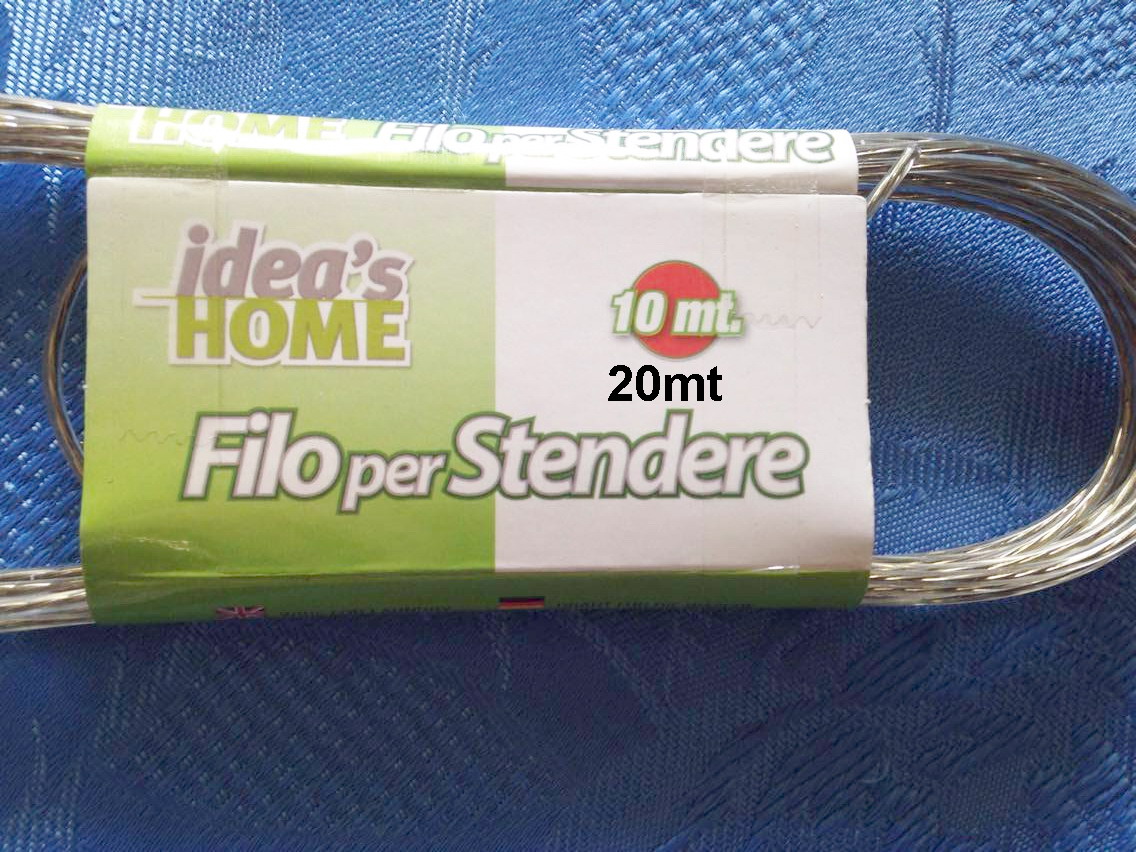 HOME Filo per Stendere
idea's
HOME
10 mt.
20mt
Filo per Stendere